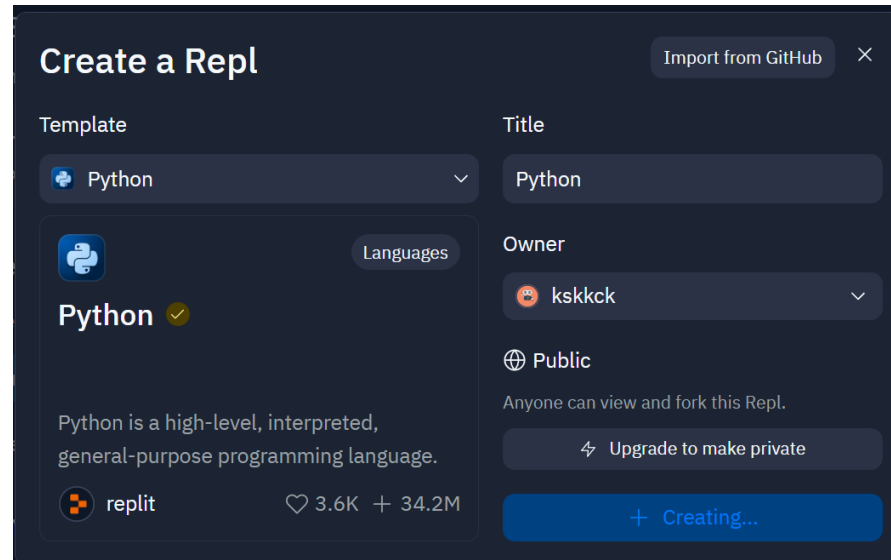 Create a Repl
Import from GitHub
Template
Python
Languages
Python
Python is a high-level, interpreted,
general-purpose programming language.
replit
3.6K
34.2M
Title
Python
Owner
kskkck
Public
Anyone can view and fork this Repl.
Upgrade to make private
+ Creating...